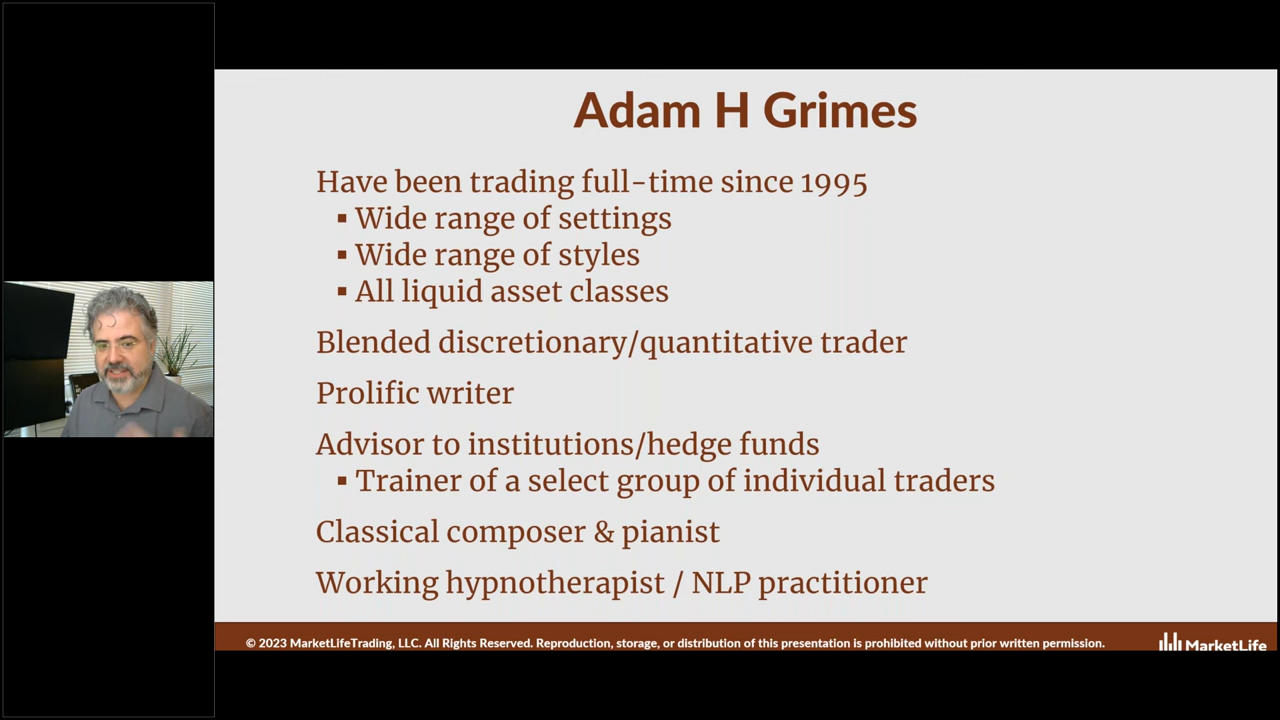 Adam H Grimes
Have been trading full-time since 1995
▪ Wide range of settings
▪ Wide range of styles
▪ All liquid asset classes
Blended discretionary/quantitative trader
Prolific writer
Advisor to institutions/hedge funds
▪ Trainer of a select group of individual traders
Classical composer & pianist
Working hypnotherapist / NLP practitioner
© 2023 MarketLifeTrading, LLC. All Rights Reserved. Reproduction, storage, or distribution of this presentation is prohibited without prior written permission.
MarketLife